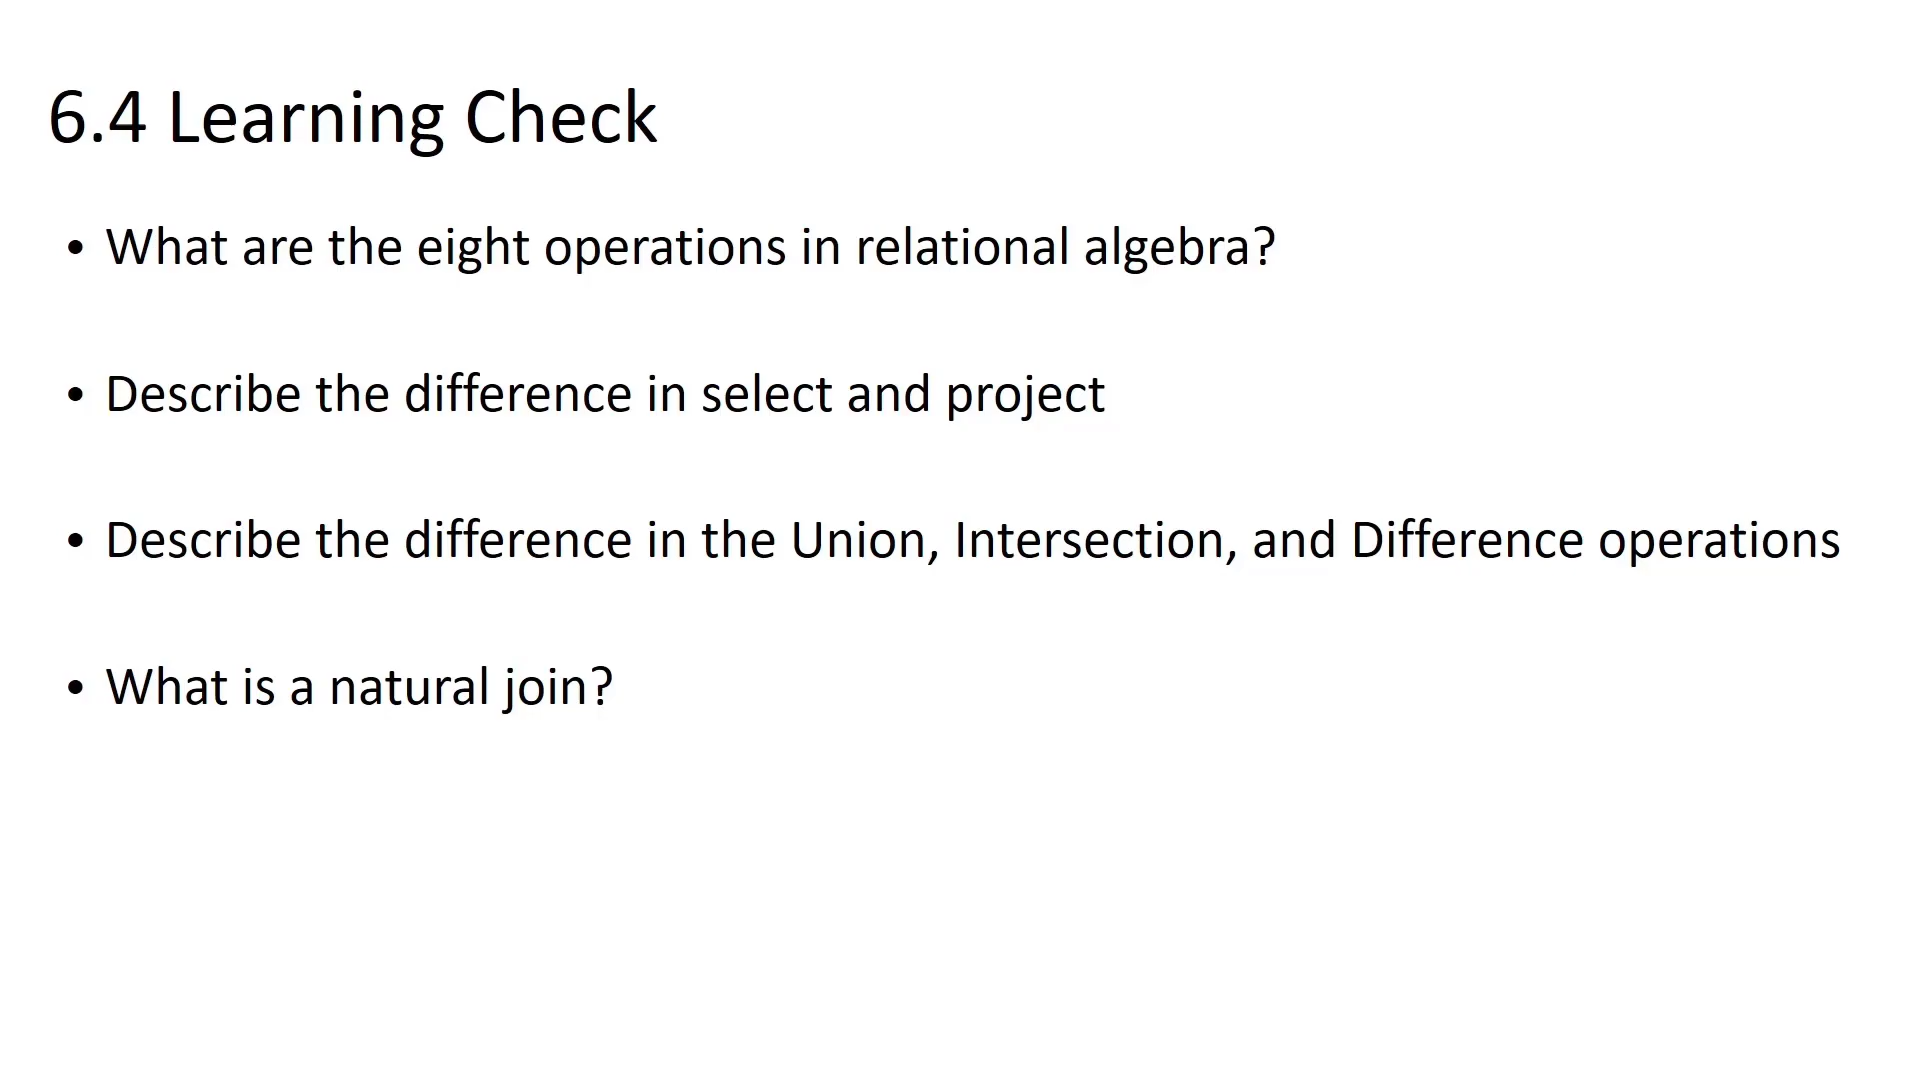 6.4 Learning Check
• What are the eight operations in relational algebra?
• Describe the difference in select and project
• Describe the difference in the Union, Intersection, and Difference operations
• What is a natural join?